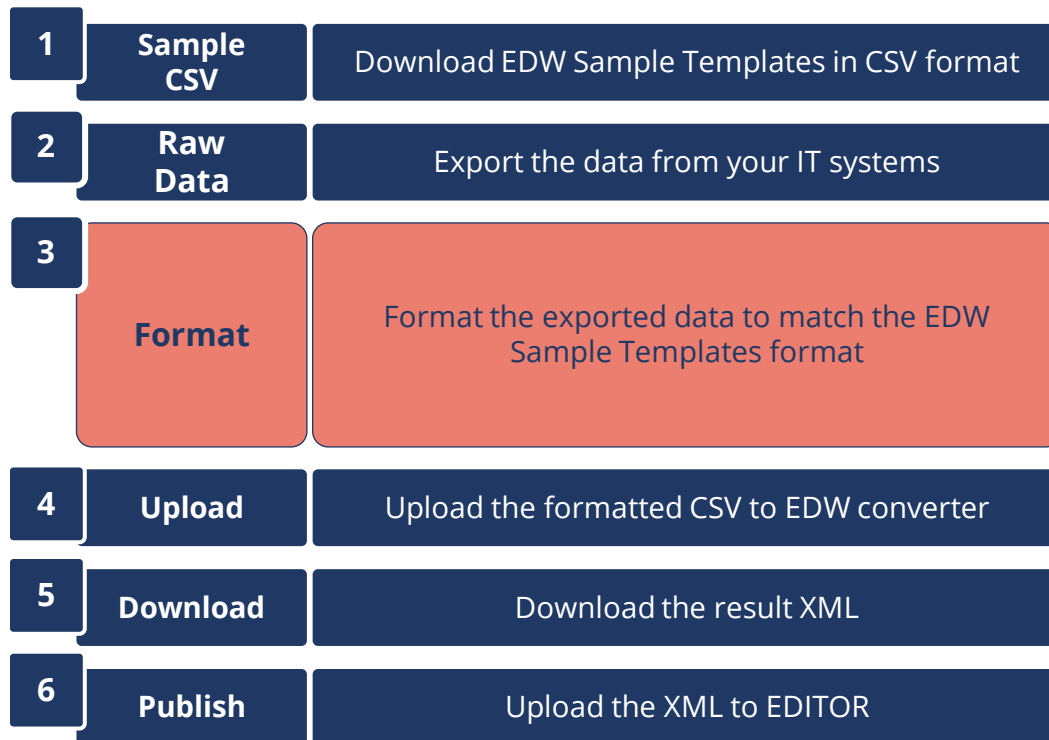 1
Sample
CSV
Download EDW Sample Templates in CSV format
2
Raw
Data
Export the data from your IT systems
3
Format
Format the exported data to match the EDW
Sample Templates format
4
Upload
Upload the formatted CSV to EDW converter
5
Download
Download the result XML
6
Publish
Upload the XML to EDITOR